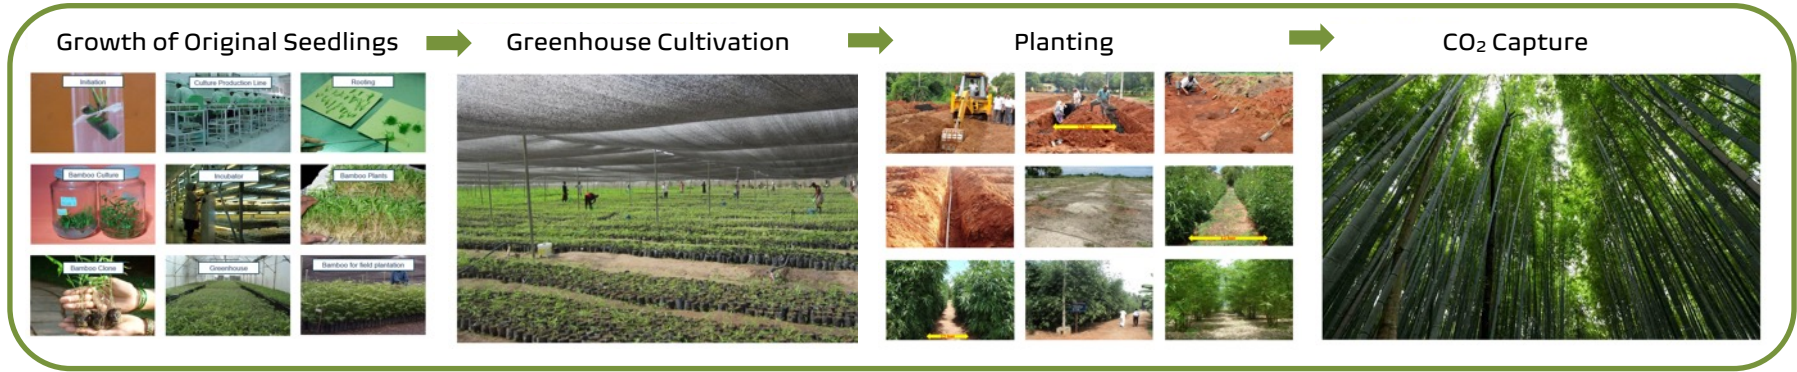 Growth of Original Seedlings
Greenhouse Cultivation
Planting
CO₂ Capture
Initiation
Culture Production Line
Rooting
Bamboo Culture
Incubator
Bamboo Plants
Bamboo Clone
Greenhouse
Bamboo for field plantation